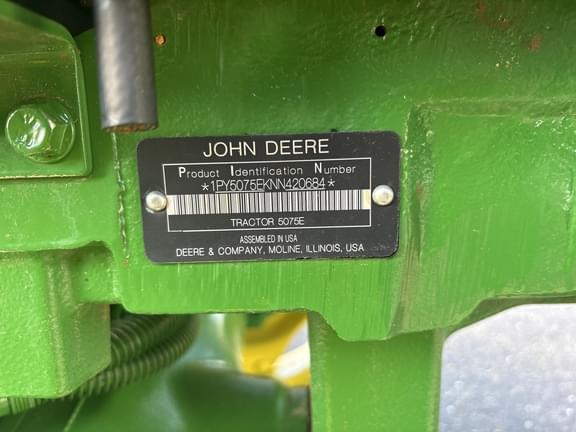 JOHN DEERE
Product Identification Number
*1PY5075EKNN420684*
TRACTOR 5075E
ASSEMBLED IN USA
DEERE & COMPANY, MOLINE, ILLINOIS, USA